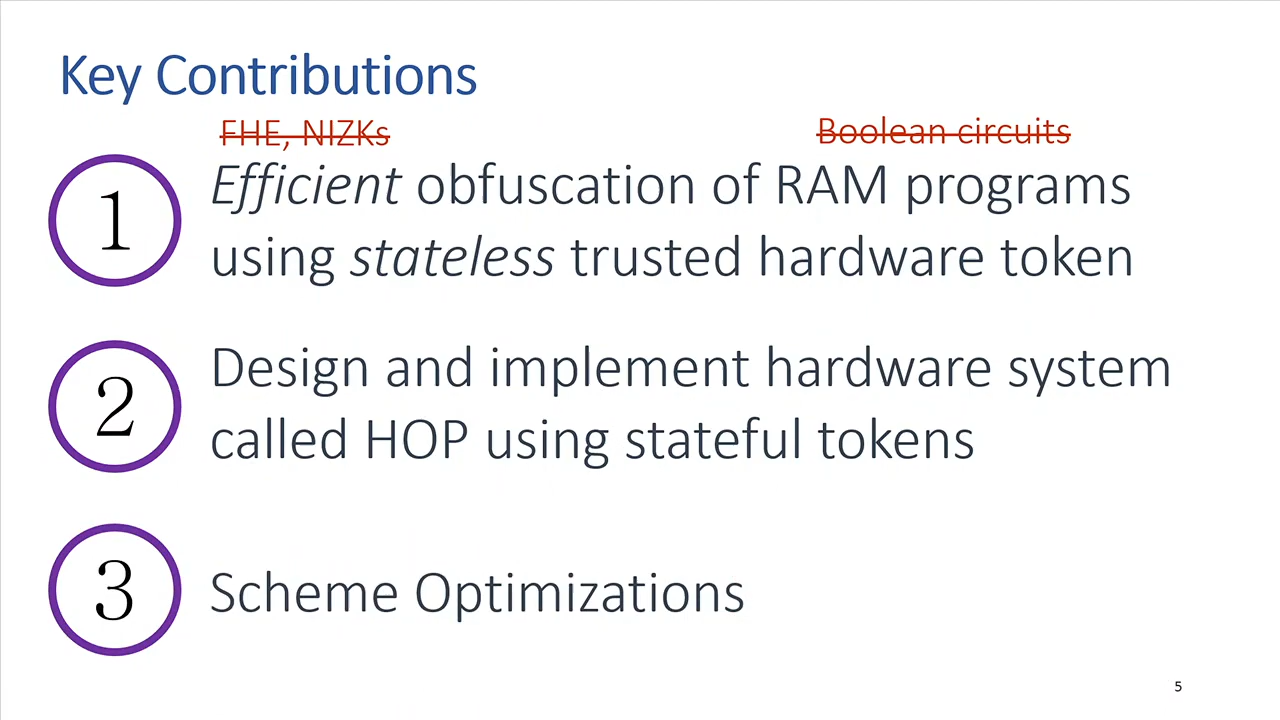 Key Contributions
FHE, NIZKs
Boolean circuits
1
Efficient obfuscation of RAM programs
using stateless trusted hardware token
2
Design and implement hardware system
called HOP using stateful tokens
3
Scheme Optimizations
5